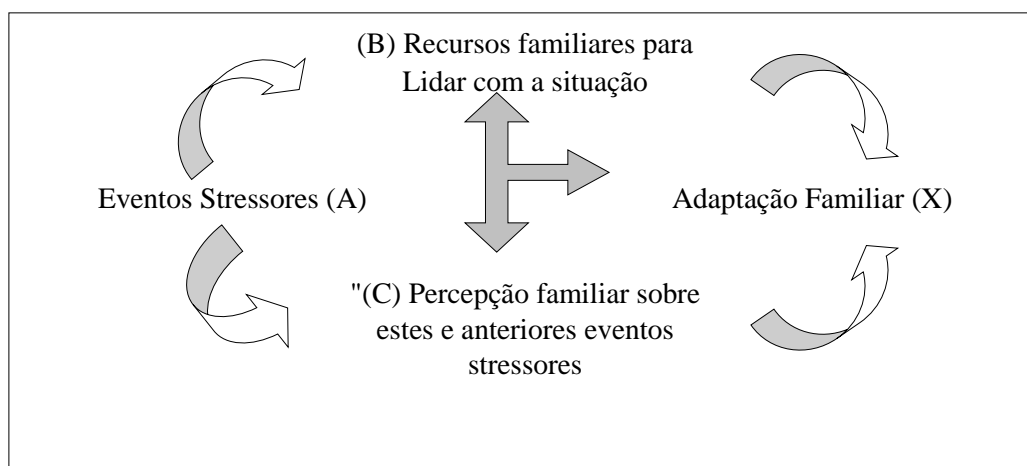 (B) Recursos familiares para
Lidar com a situação
Eventos Stressores (A)
Adaptação Familiar (X)
"(C) Percepção familiar sobre
estes e anteriores eventos
stressores